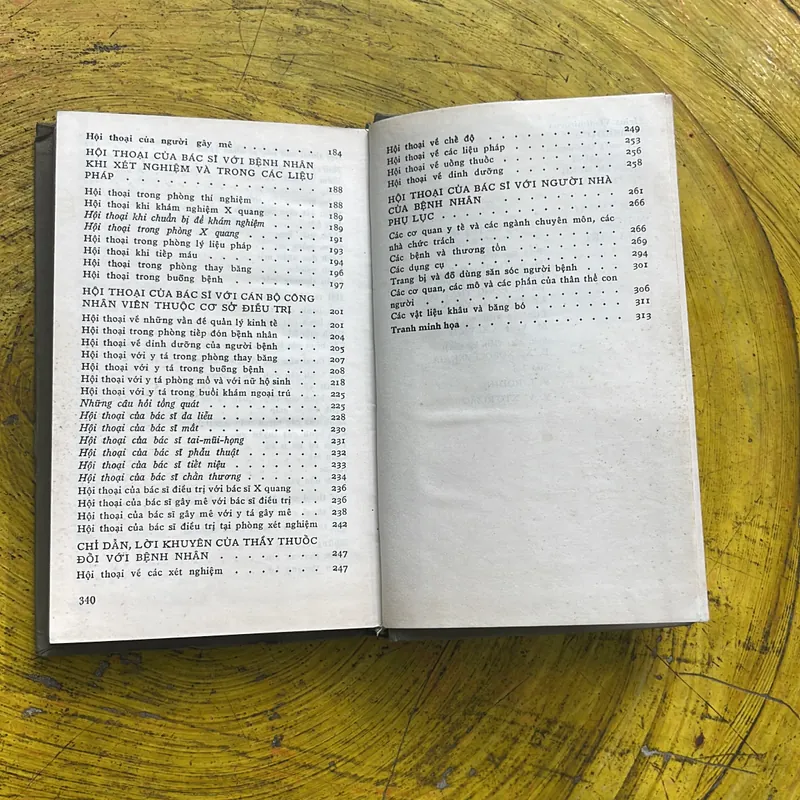 Hội thoại của người gây mê . . . . . . . . 184
HỘI THOẠI CỦA BÁC SĨ VỚI BỆNH NHÂN
KHI XÉT NGHIỆM VÀ TRONG CÁC LIỆU
PHÁP . . . . . . . . . . . . . . . . 188
Hội thoại trong phòng thí nghiệm . . . . . 188
Hội thoại khi khám nghiệm X quang . . . . 189
Hội thoại khi chuẩn bị để khám nghiệm . . 189
Hội thoại trong phòng X quang . . . . . . 191
Hội thoại trong phòng lý liệu pháp . . . . . 193
Hội thoại khi tiếp máu . . . . . . . . . . 194
Hội thoại trong phòng thay băng . . . . . . 196
Hội thoại trong buồng bệnh . . . . . . . . 197
HỘI THOẠI CỦA BÁC SĨ VỚI CÁN BỘ CÔNG
NHÂN VIÊN THUỘC CƠ SỞ ĐIỀU TRỊ . . 201
Hội thoại về những vấn đề quản lý kinh tế . . 201
Hội thoại trong phòng tiếp đón bệnh nhân . . 204
Hội thoại về dinh dưỡng của người bệnh . . 205
Hội thoại với y tá trong phòng thay băng . . 207
Hội thoại với y tá trong buồng bệnh . . . . 208
Hội thoại với y tá phòng mổ và với nữ hộ sinh . 218
Hội thoại với y tá trong buổi khám ngoại trú . 225
Những câu hỏi tổng quát . . . . . . . . . 225
Hội thoại của bác sĩ da liễu . . . . . . . . 228
Hội thoại của bác sĩ mắt . . . . . . . . . 230
Hội thoại của bác sĩ tai-mũi-họng . . . . . 231
Hội thoại của bác sĩ phẫu thuật . . . . . . 232
Hội thoại của bác sĩ tiết niệu . . . . . . . 233
Hội thoại của bác sĩ chấn thương . . . . . . 234
Hội thoại của bác sĩ điều trị với bác sĩ X quang . 236
Hội thoại của bác sĩ gây mê với bác sĩ điều trị . 236
Hội thoại của bác sĩ gây mê với y tá gây mê . . 238
Hội thoại của bác sĩ điều trị tại phòng xét nghiệm 242
CHỈ DẪN, LỜI KHUYÊN CỦA THẦY THUỐC
ĐỐI VỚI BỆNH NHÂN . . . . . . . . . 247
Hội thoại về các xét nghiệm . . . . . . . . 247
340
Hội thoại về chế độ . . . . . . . . . . . 249
Hội thoại về các liệu pháp . . . . . . . . 253
Hội thoại về uống thuốc . . . . . . . . . 256
Hội thoại về dinh dưỡng . . . . . . . . . 258
HỘI THOẠI CỦA BÁC SĨ VỚI NGƯỜI NHÀ
CỦA BỆNH NHÂN . . . . . . . . . . . 261
PHỤ LỤC . . . . . . . . . . . . . . . 266
Các cơ quan y tế và các ngành chuyên môn, các
nhà chức trách . . . . . . . . . . . . . 266
Các bệnh và thương tổn . . . . . . . . . 269
Các dụng cụ . . . . . . . . . . . . . . 294
Trang bị và đồ dùng săn sóc người bệnh . . . 301
Các cơ quan, các mô và các phần của thân thể con
người . . . . . . . . . . . . . . . . 306
Các vật liệu khâu và băng bó . . . . . . . 311
Tranh minh họa . . . . . . . . . . . . . 313